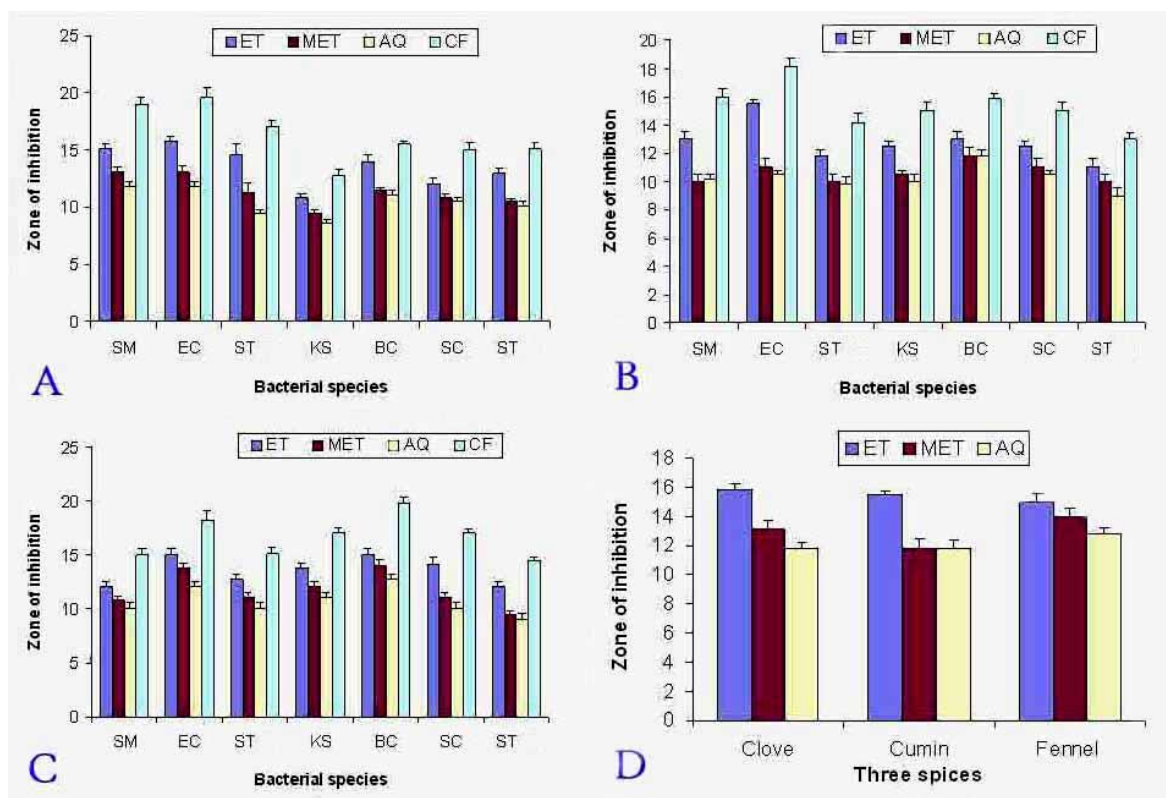 ET MET AQ CF
25
20
15
10
5
0
Zone of inhibition
SM EC ST KS BC SC ST
Bacterial species
A
ET MET AQ CF
20
18
16
14
12
10
8
6
4
2
0
Zone of inhibition
SM EC ST KS BC SC ST
Bacterial species
B
ET MET AQ CF
25
20
15
10
5
0
Zone of inhibition
SM EC ST KS BC SC ST
Bacterial species
C
ET MET AQ
18
16
14
12
10
8
6
4
2
0
Zone of inhibition
Clove Cumin Fennel
Three spices
D